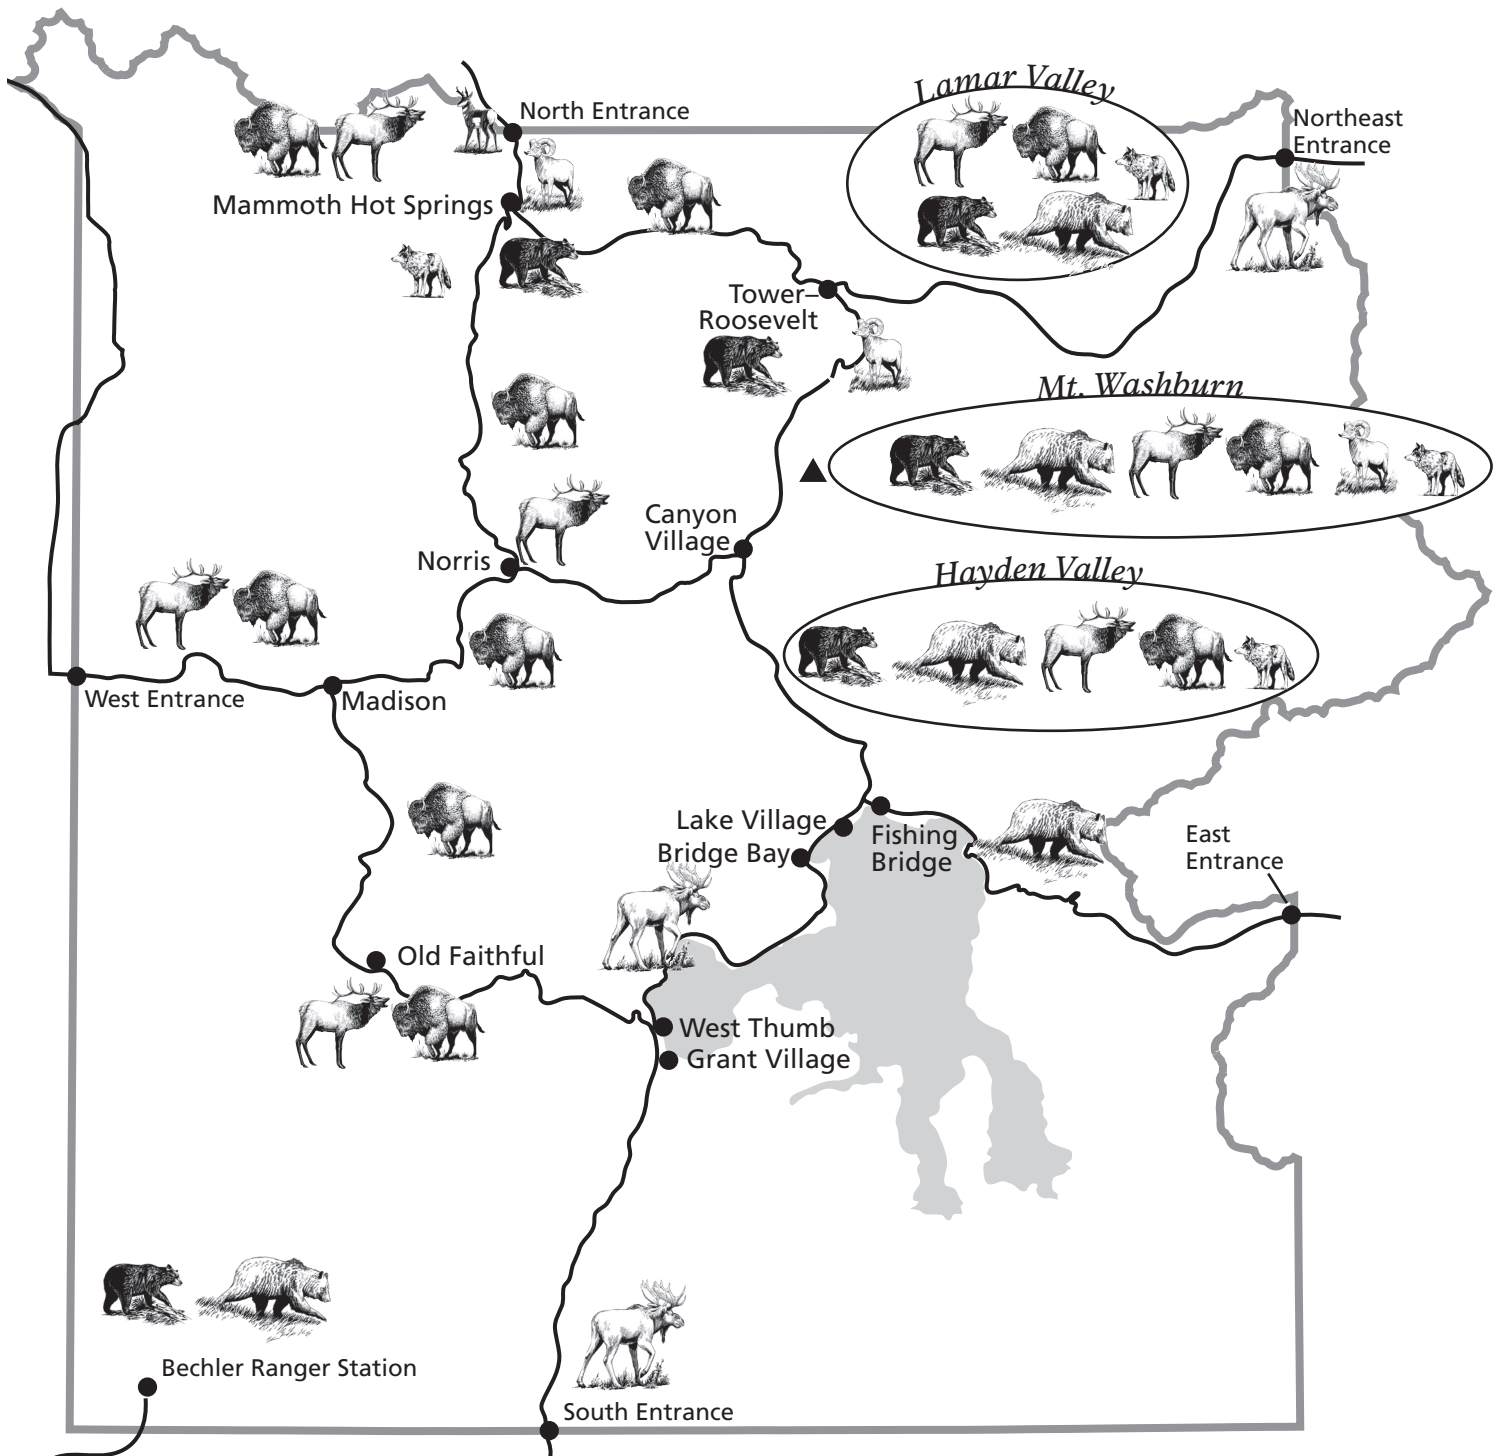 Lamar Valley
North Entrance
Northeast
Entrance
Mammoth Hot Springs
Tower–
Roosevelt
Mt. Washburn
Canyon
Village
Norris
Hayden Valley
West Entrance
Madison
Lake Village
Fishing
Bridge
Bridge Bay
East
Entrance
Old Faithful
West Thumb
Grant Village
Bechler Ranger Station
South Entrance